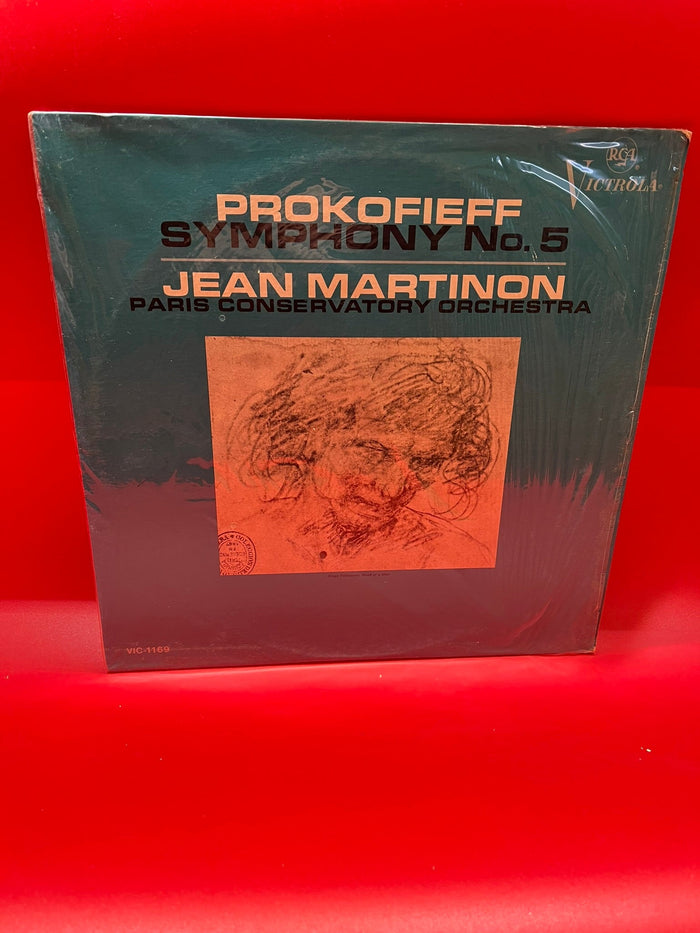 RCA
VICTROLA
PROKOFIEFF
SYMPHONY No. 5
JEAN MARTINON
PARIS CONSERVATORY ORCHESTRA
VIC-1169